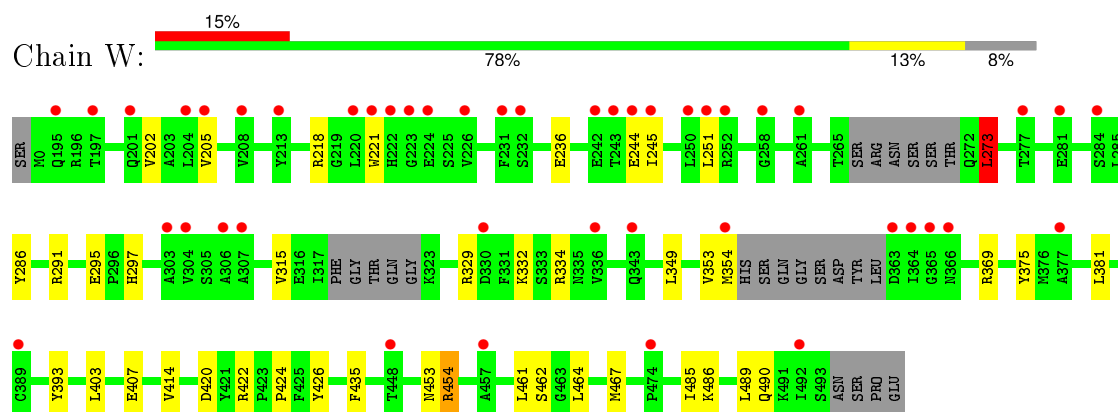 15%
Chain W:
78% 13% 8%
SER M0 Q195 R196 T197 Q201 V202 A203 L204 V205 V208 Y213 R218 G219 L220 W221 H222 G223 E224 S225 V226 F231 S232 E236 E242 T243 E244 I245 L250 L251 R252 G258 A261 T265 SER ARG ASN SER SER THR Q272 L273 T277 E281 S284 L285
Y286 R291 E295 P296 H297 A303 V304 S305 A306 A307 V315 E316 I317 PHE GLY THR GLN GLY K323 R329 D330 F331 K332 S333 R334 N335 V336 Q343 L349 V353 M354 HIS SER GLN GLY SER ASP TYR LEU D363 I364 G365 N366 R369 Y375 M376 A377 L381
C389 Y393 L403 E407 V414 D420 Y421 R422 P423 P424 F425 Y426 F435 T448 N453 R454 A457 L461 S462 G463 L464 M467 P474 I485 K486 L489 Q490 K491 I492 S493 ASN SER PRO GLU